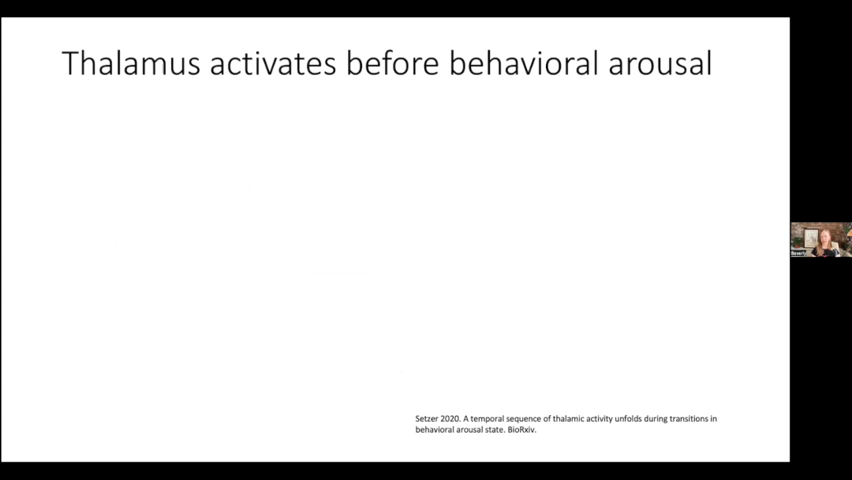 Thalamus activates before behavioral arousal
Beverly
Setzer 2020. A temporal sequence of thalamic activity unfolds during transitions in
behavioral arousal state. BioRxiv.